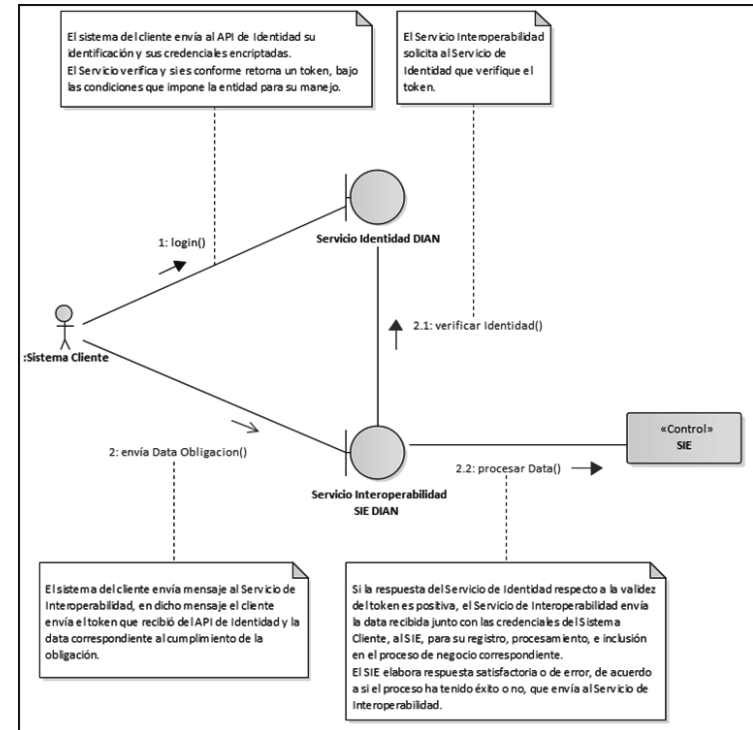 El sistema del cliente envía al API de Identidad su
identificación y sus credenciales encriptadas.
El Servicio verifica y si es conforme retorna un token, bajo
las condiciones que impone la entidad para su manejo.
El Servicio Interoperabilidad
solicita al Servicio de
Identidad que verifique el
token.
1: login()
Servicio Identidad DIAN
2.1: verificar Identidad()
:Sistema Cliente
2: envía Data Obligacion()
«Control»
SIE
2.2: procesar Data()
Servicio Interoperabilidad
SIE DIAN
El sistema del cliente envía mensaje al Servicio de
Interoperabilidad, en dicho mensaje el cliente
envía el token que recibió del API de Identidad y la
data correspondiente al cumplimiento de la
obligación.
Si la respuesta del Servicio de Identidad respecto a la validez
del token es positiva, el Servicio de Interoperabilidad envía
la data recibida junto con las credenciales del Sistema
Cliente, al SIE, para su registro, procesamiento, e inclusión
en el proceso de negocio correspondiente.
El SIE elabora respuesta satisfactoria o de error, de acuerdo
a si el proceso ha tenido éxito o no, que envía al Servicio de
Interoperabilidad.